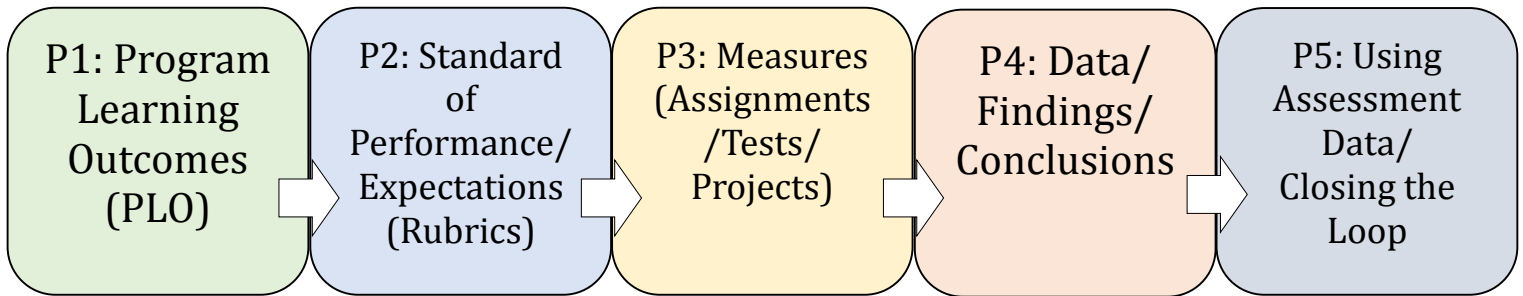 P1: Program
Learning
Outcomes
(PLO)
P2: Standard
of
Performance/
Expectations
(Rubrics)
P3: Measures
(Assignments
/Tests/
Projects)
P4: Data/
Findings/
Conclusions
P5: Using
Assessment
Data/
Closing the
Loop